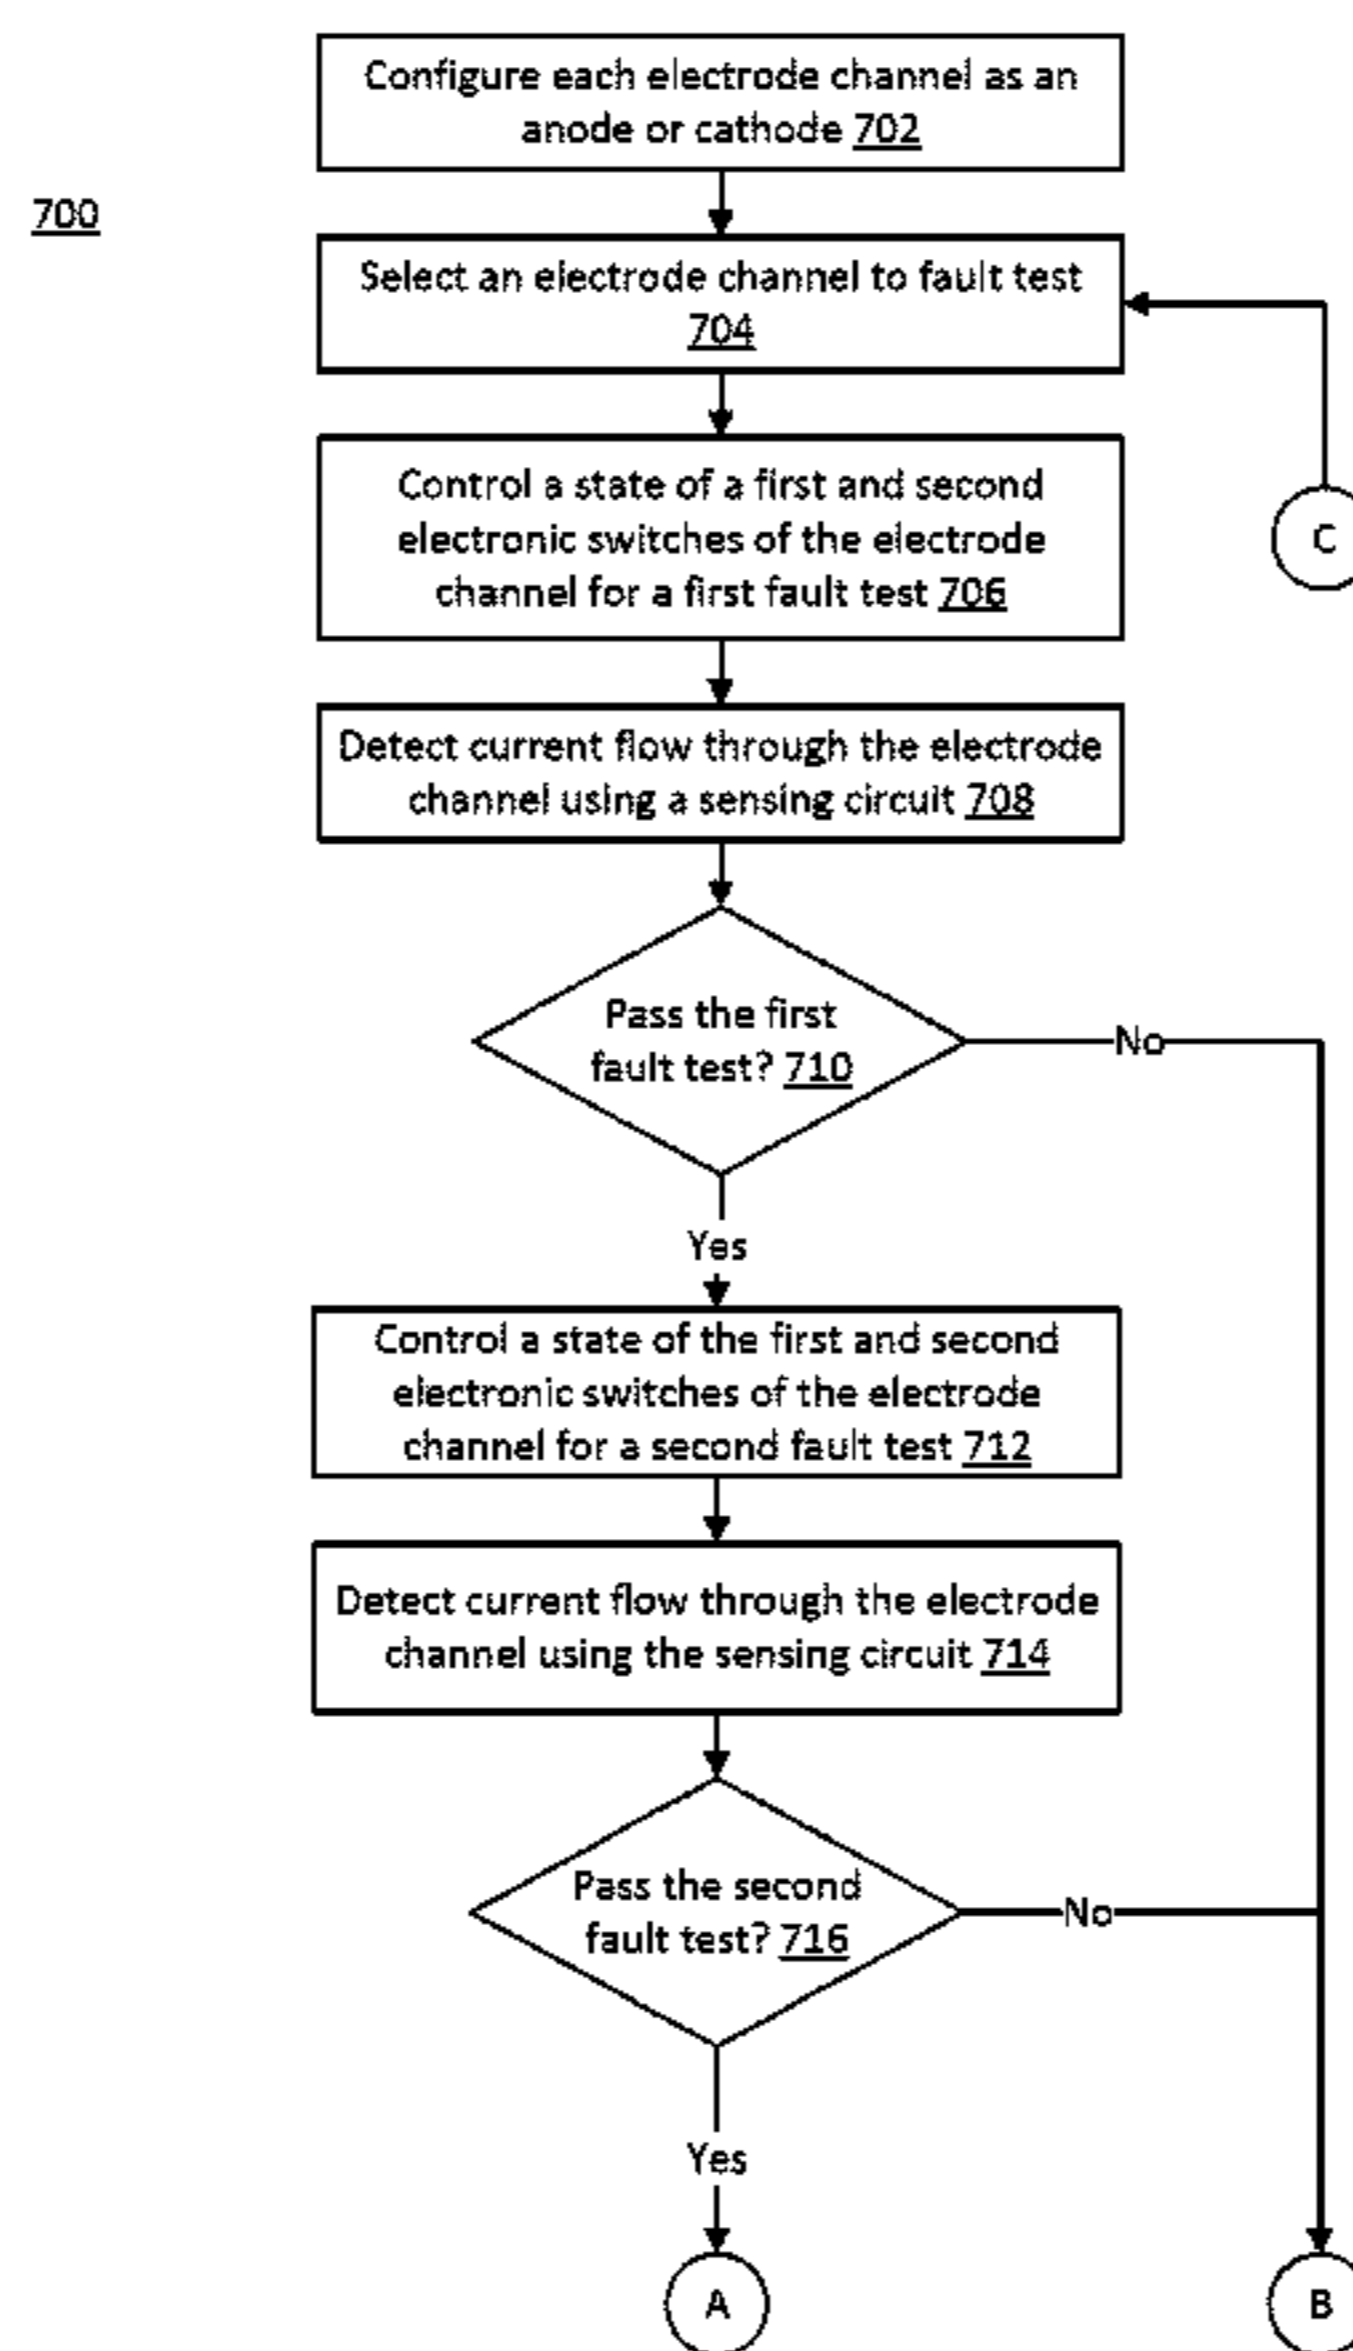 Configure each electrode channel as an
anode or cathode 702
700
Select an electrode channel to fault test
704
Control a state of a first and second
electronic switches of the electrode
channel for a first fault test 706
C
Detect current flow through the electrode
channel using a sensing circuit 708
Pass the first
fault test? 710
No
Yes
Control a state of the first and second
electronic switches of the electrode
channel for a second fault test 712
Detect current flow through the electrode
channel using the sensing circuit 714
Pass the second
fault test? 716
No
Yes
A
B